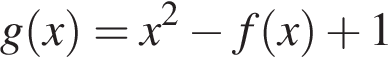 g(x) = x² − f(x) + 1